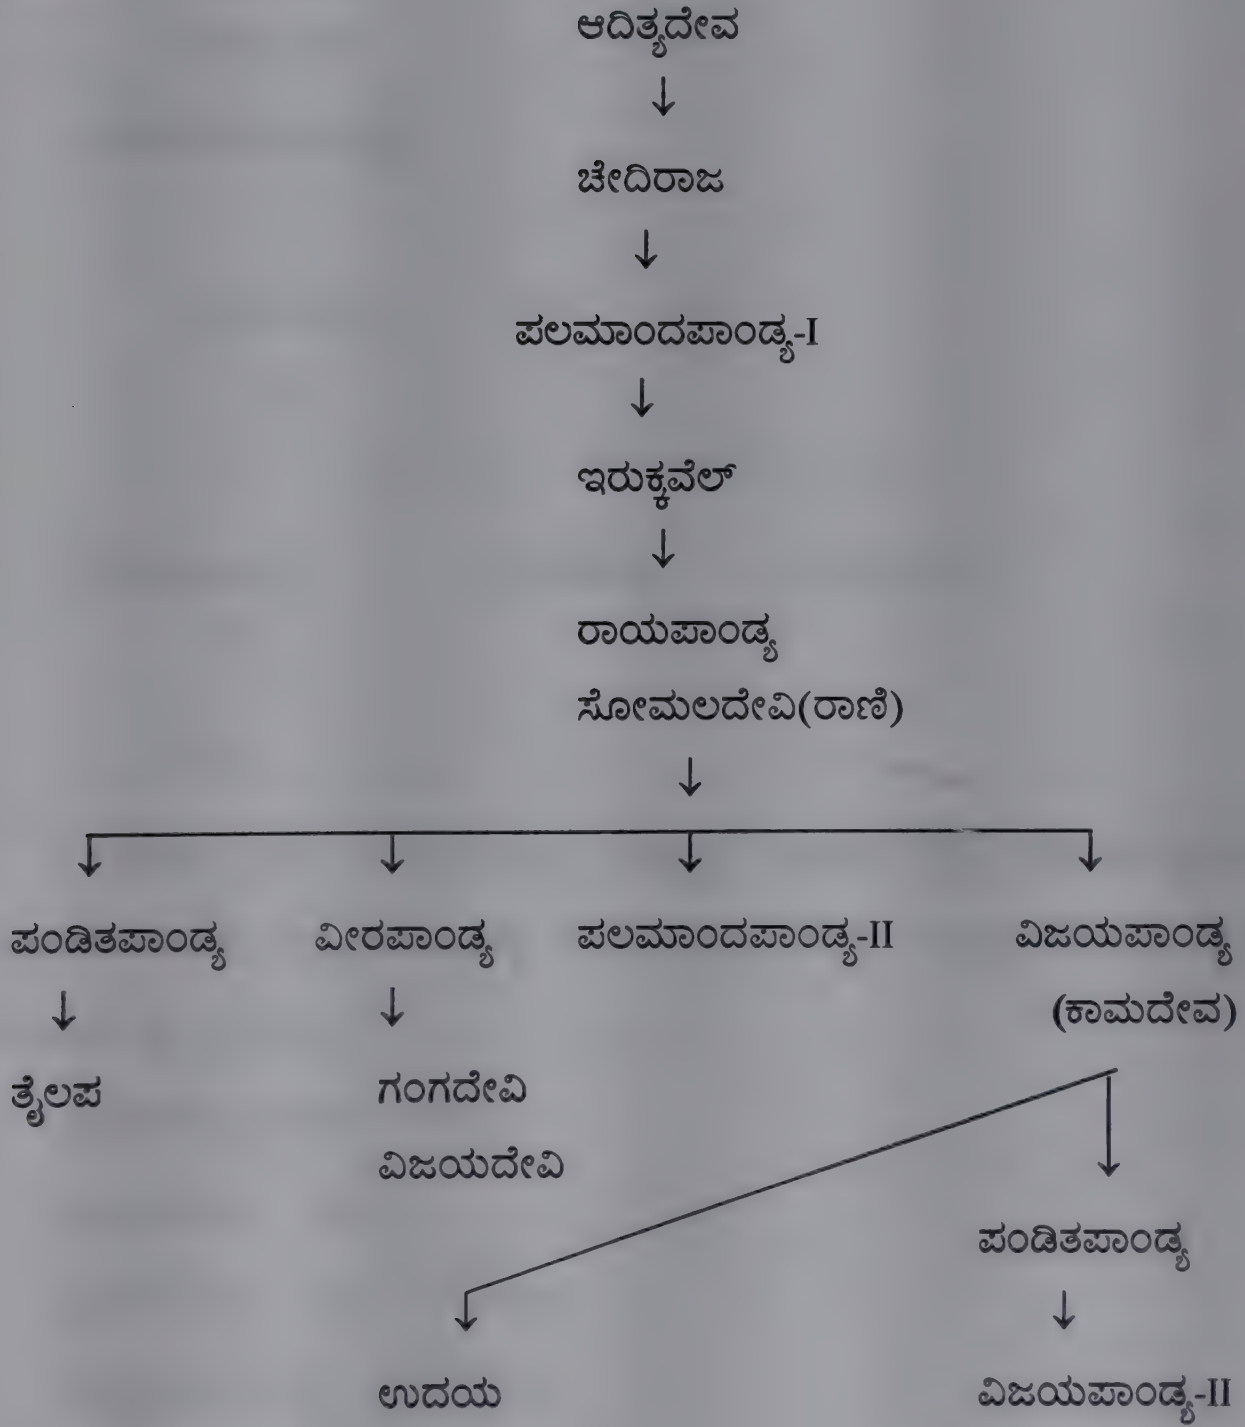 ಆದಿತ್ಯದೇವ
ಚೇದಿರಾಜ
ಪಲಮಾಂದಪಾಂಡ್ಯ-I
ಇರುಕ್ಕವೆಲ್
ರಾಯಪಾಂಡ್ಯ
ಸೋಮಲದೇವಿ(ರಾಣಿ)
ಪಂಡಿತಪಾಂಡ್ಯ ವೀರಪಾಂಡ್ಯ ಪಲಮಾಂದಪಾಂಡ್ಯ-II ವಿಜಯಪಾಂಡ್ಯ
(ಕಾಮದೇವ)
ತೈಲಪ ಗಂಗದೇವಿ
ವಿಜಯದೇವಿ
ಪಂಡಿತಪಾಂಡ್ಯ
ಉದಯ ವಿಜಯಪಾಂಡ್ಯ-II